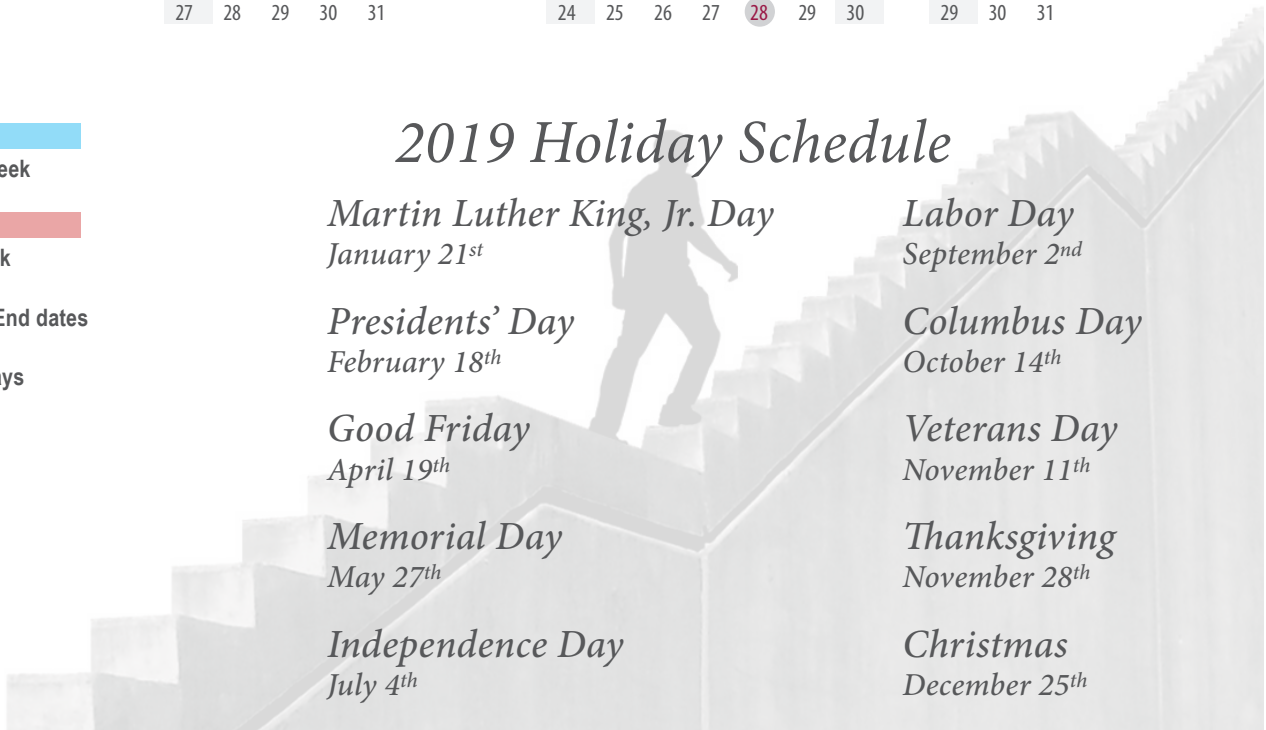 27 28 29 30 31 24 25 26 27 28 29 30 29 30 31
2019 Holiday Schedule
eek
k
End dates
ys
Martin Luther King, Jr. Day
January 21st
Presidents’ Day
February 18th
Good Friday
April 19th
Memorial Day
May 27th
Independence Day
July 4th
Labor Day
September 2nd
Columbus Day
October 14th
Veterans Day
November 11th
Thanksgiving
November 28th
Christmas
December 25th